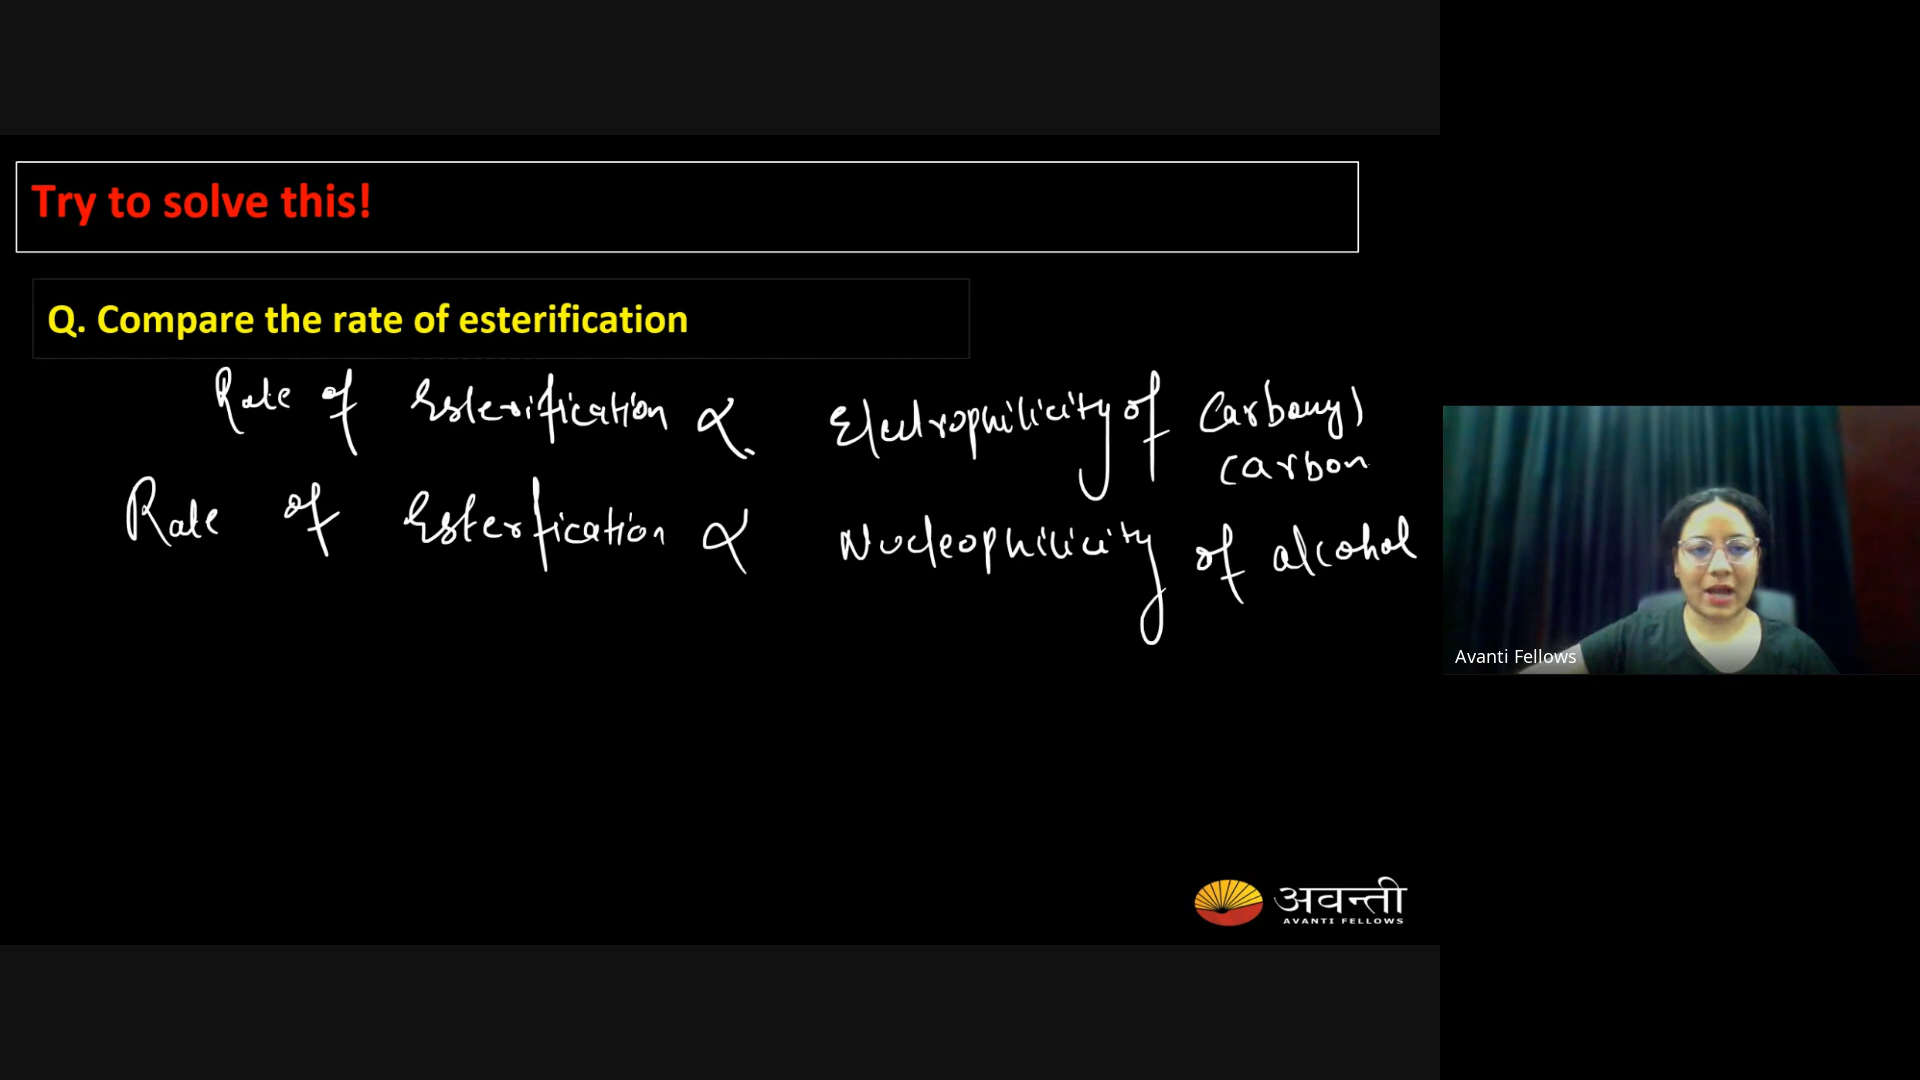 Try to solve this!
Q. Compare the rate of esterification
Rate of Esterification ∝ Electrophilicity of Carbonyl
carbon
Rate of Esterfication ∝ Nucleophilicity of alcohol
Avanti Fellows
अवन्ती
AVANTI FELLOWS